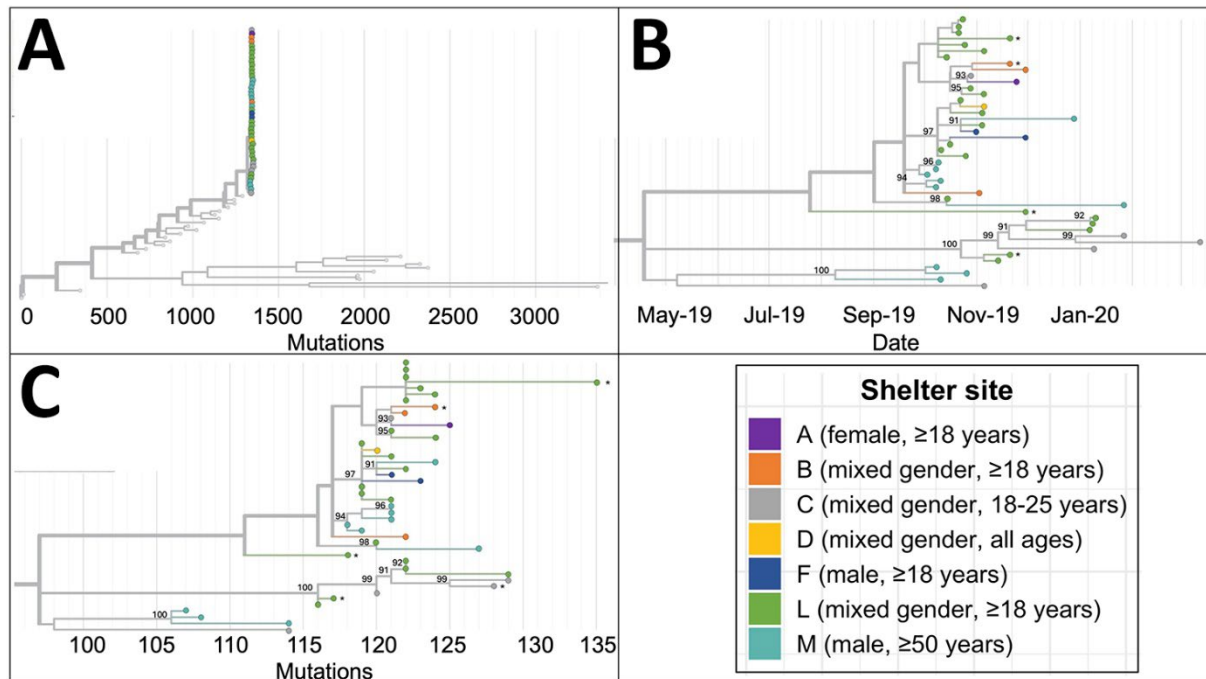 A
0 500 1000 1500 2000 2500 3000
Mutations
B
*
*
93
95
91
97
96
94
98
*
92
91
99
99
100
*
100
May-19 Jul-19 Sep-19 Nov-19 Jan-20
Date
C
*
*
93
95
91
97
96
94
98
*
92
91
99
99
*
100
*
100
100 105 110 115 120 125 130 135
Mutations
Shelter site
A (female, ≥18 years)
B (mixed gender, ≥18 years)
C (mixed gender, 18-25 years)
D (mixed gender, all ages)
F (male, ≥18 years)
L (mixed gender, ≥18 years)
M (male, ≥50 years)